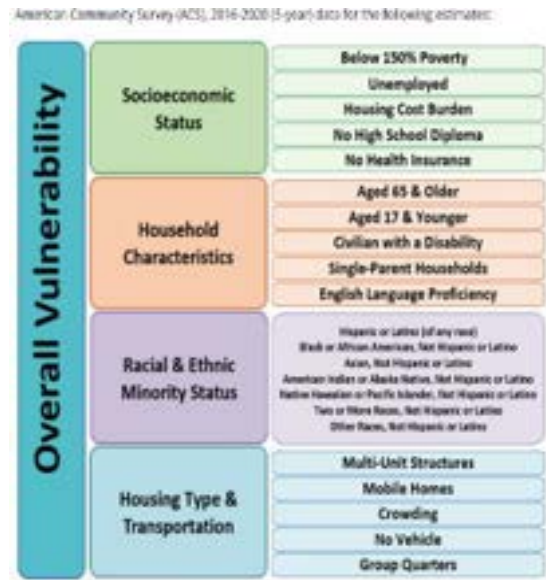 American Community Survey (ACS), 2016-2020 (5-year) data for the following estimates:
Overall Vulnerability
Socioeconomic
Status
Below 150% Poverty
Unemployed
Housing Cost Burden
No High School Diploma
No Health Insurance
Household
Characteristics
Aged 65 & Older
Aged 17 & Younger
Civilian with a Disability
Single-Parent Households
English Language Proficiency
Racial & Ethnic
Minority Status
Hispanic or Latino (of any race)
Black or African American, Not Hispanic or Latino
Asian, Not Hispanic or Latino
American Indian or Alaska Native, Not Hispanic or Latino
Native Hawaiian or Pacific Islander, Not Hispanic or Latino
Two or More Races, Not Hispanic or Latino
Other Races, Not Hispanic or Latino
Housing Type &
Transportation
Multi-Unit Structures
Mobile Homes
Crowding
No Vehicle
Group Quarters